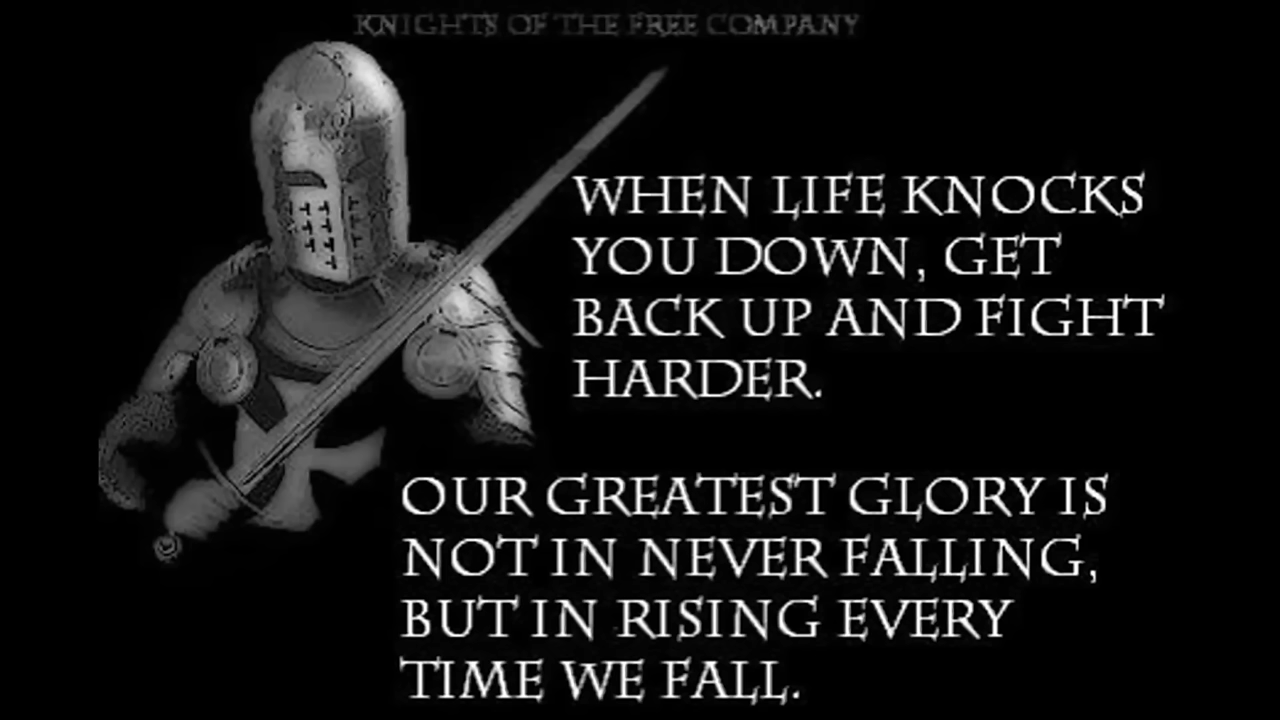 KNIGHTS OF THE FREE COMPANY
WHEN LIFE KNOCKS
YOU DOWN, GET
BACK UP AND FIGHT
HARDER.
OUR GREATEST GLORY IS
NOT IN NEVER FALLING,
BUT IN RISING EVERY
TIME WE FALL.